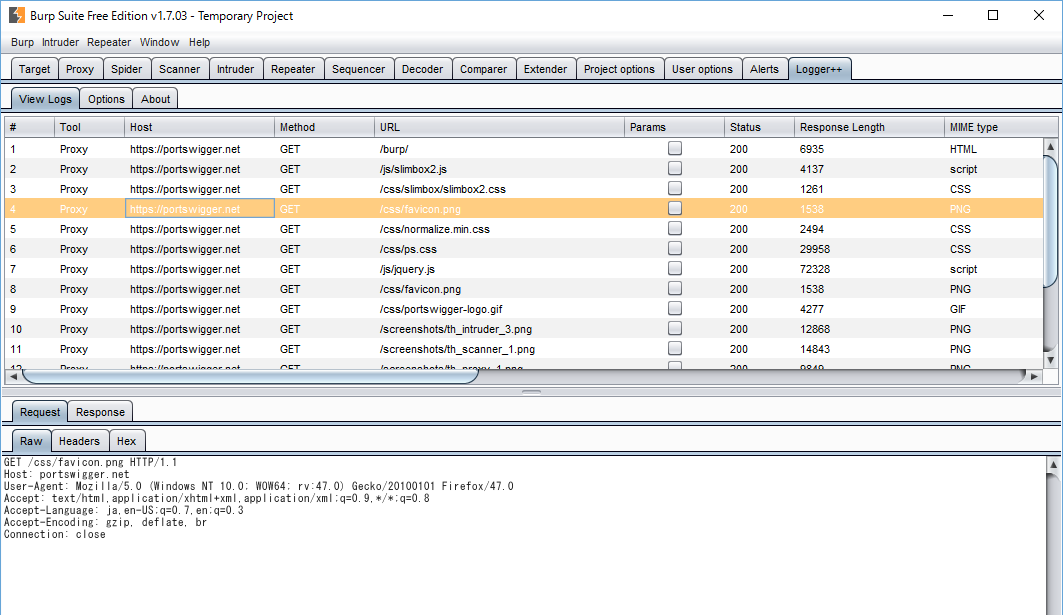 Burp Suite Free Edition v1.7.03 - Temporary Project
Burp Intruder Repeater Window Help
Target Proxy Spider Scanner Intruder Repeater Sequencer Decoder Comparer Extender Project options User options Alerts Logger++
View Logs Options About
# Tool Host Method URL Params Status Response Length MIME type
1 Proxy https://portswigger.net GET /burp/ 200 6935 HTML
2 Proxy https://portswigger.net GET /js/slimbox2.js 200 4137 script
3 Proxy https://portswigger.net GET /css/slimbox/slimbox2.css 200 1261 CSS
4 Proxy https://portswigger.net GET /css/favicon.png 200 1538 PNG
5 Proxy https://portswigger.net GET /css/normalize.min.css 200 2494 CSS
6 Proxy https://portswigger.net GET /css/ps.css 200 29958 CSS
7 Proxy https://portswigger.net GET /js/jquery.js 200 72328 script
8 Proxy https://portswigger.net GET /css/favicon.png 200 1538 PNG
9 Proxy https://portswigger.net GET /css/portswigger-logo.gif 200 4277 GIF
10 Proxy https://portswigger.net GET /screenshots/th_intruder_3.png 200 12868 PNG
11 Proxy https://portswigger.net GET /screenshots/th_scanner_1.png 200 14843 PNG
12 Proxy https://portswigger.net GET /screenshots/th_proxy_1.png 200 9849 PNG
Request Response
Raw Headers Hex
GET /css/favicon.png HTTP/1.1
Host: portswigger.net
User-Agent: Mozilla/5.0 (Windows NT 10.0; WOW64; rv:47.0) Gecko/20100101 Firefox/47.0
Accept: text/html,application/xhtml+xml,application/xml;q=0.9,*/*;q=0.8
Accept-Language: ja,en-US;q=0.7,en;q=0.3
Accept-Encoding: gzip, deflate, br
Connection: close